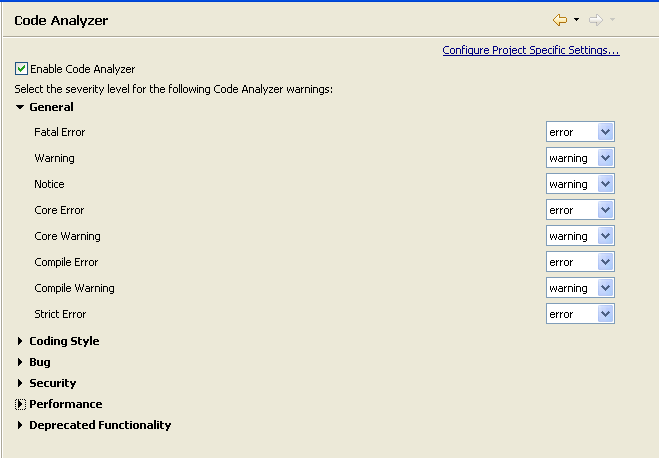 Code Analyzer
Configure Project Specific Settings...
Enable Code Analyzer
Select the severity level for the following Code Analyzer warnings:
General
Fatal Error error
Warning warning
Notice warning
Core Error error
Core Warning warning
Compile Error error
Compile Warning warning
Strict Error error
Coding Style
Bug
Security
Performance
Deprecated Functionality